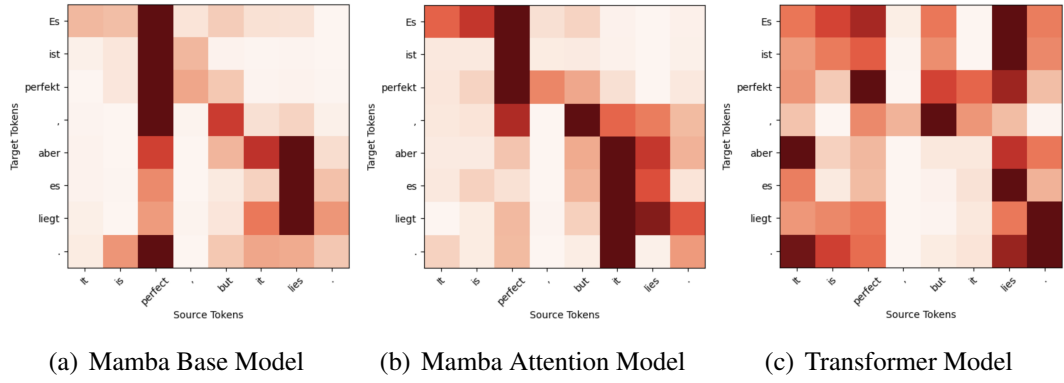 Es
ist
perfekt
,
aber
es
liegt
.
Target Tokens
It
is
perfect
,
but
it
lies
.
Source Tokens
(a) Mamba Base Model
Es
ist
perfekt
,
aber
es
liegt
.
Target Tokens
It
is
perfect
,
but
it
lies
.
Source Tokens
(b) Mamba Attention Model
Es
ist
perfekt
,
aber
es
liegt
.
Target Tokens
It
is
perfect
,
but
it
lies
.
Source Tokens
(c) Transformer Model